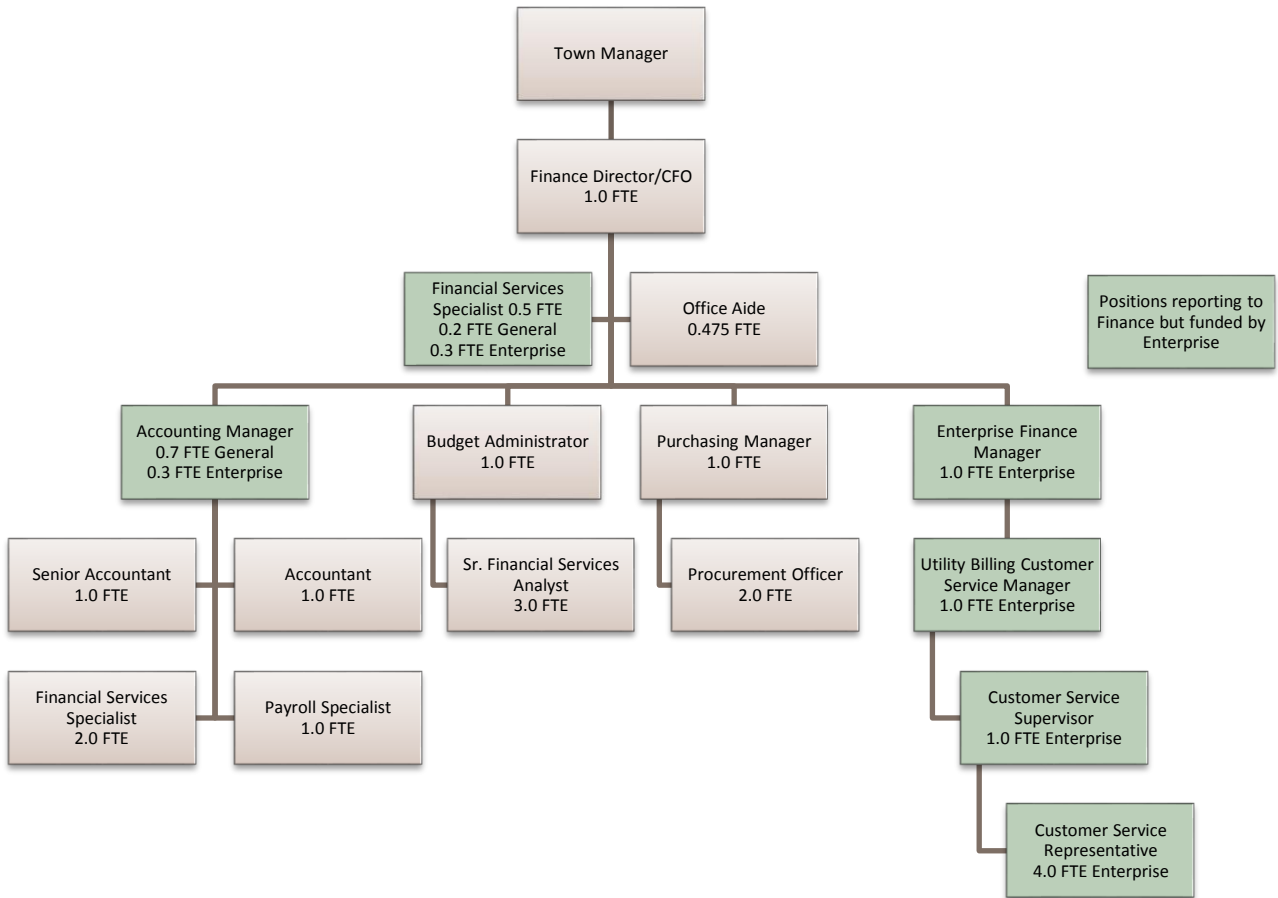 Town Manager
Finance Director/CFO
1.0 FTE
Financial Services
Specialist 0.5 FTE
0.2 FTE General
0.3 FTE Enterprise
Office Aide
0.475 FTE
Positions reporting to
Finance but funded by
Enterprise
Accounting Manager
0.7 FTE General
0.3 FTE Enterprise
Budget Administrator
1.0 FTE
Purchasing Manager
1.0 FTE
Enterprise Finance
Manager
1.0 FTE Enterprise
Senior Accountant
1.0 FTE
Accountant
1.0 FTE
Sr. Financial Services
Analyst
3.0 FTE
Procurement Officer
2.0 FTE
Utility Billing Customer
Service Manager
1.0 FTE Enterprise
Financial Services
Specialist
2.0 FTE
Payroll Specialist
1.0 FTE
Customer Service
Supervisor
1.0 FTE Enterprise
Customer Service
Representative
4.0 FTE Enterprise